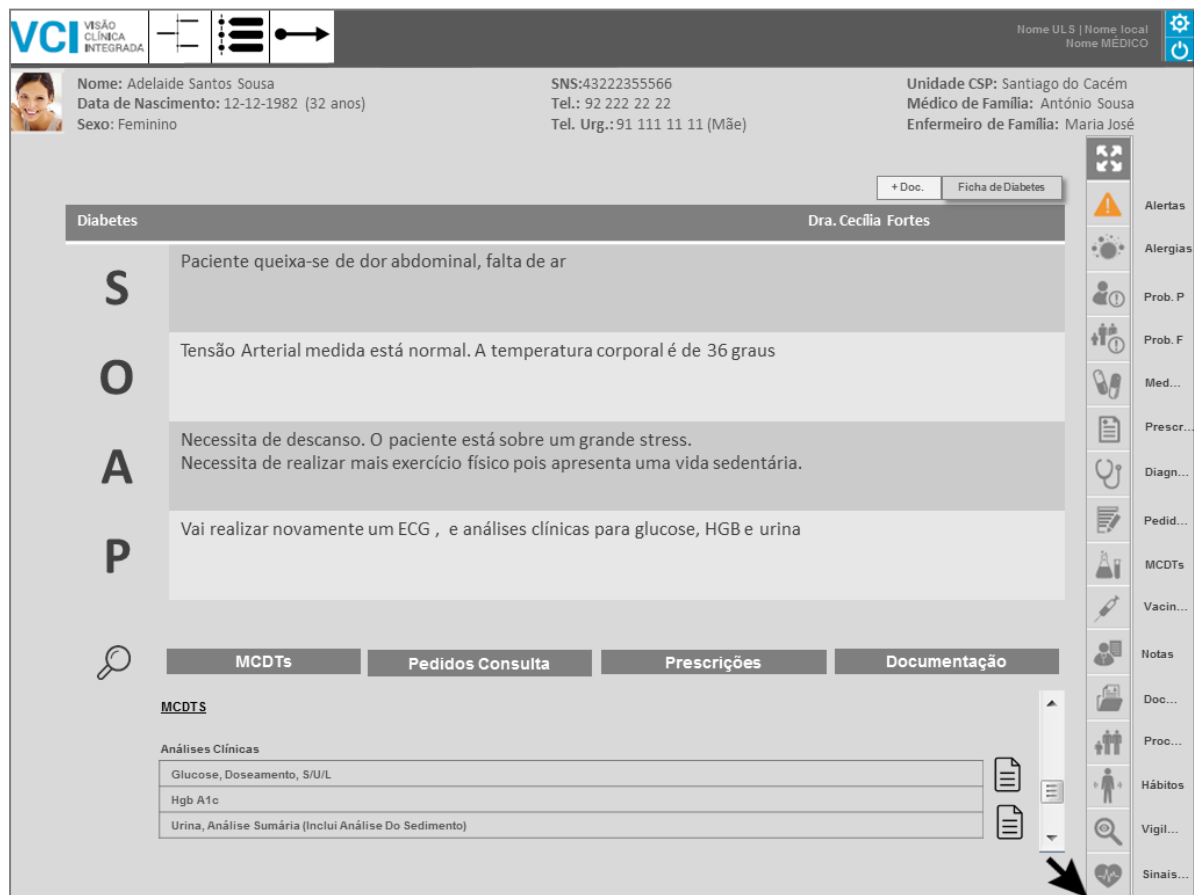 VCI VISÃO
CLÍNICA
INTEGRADA
Nome ULS | Nome local
Nome MÉDICO
Nome: Adelaide Santos Sousa
Data de Nascimento: 12-12-1982 (32 anos)
Sexo: Feminino
SNS:43222355566
Tel.: 92 222 22 22
Tel. Urg.: 91 111 11 11 (Mãe)
Unidade CSP: Santiago do Cacém
Médico de Família: António Sousa
Enfermeiro de Família: Maria José
+ Doc. Ficha de Diabetes
Diabetes Dra. Cecília Fortes
S
Paciente queixa-se de dor abdominal, falta de ar
O
Tensão Arterial medida está normal. A temperatura corporal é de 36 graus
A
Necessita de descanso. O paciente está sobre um grande stress.
Necessita de realizar mais exercício físico pois apresenta uma vida sedentária.
P
Vai realizar novamente um ECG , e análises clínicas para glucose, HGB e urina
MCDTs Pedidos Consulta Prescrições Documentação
MCDTS
Análises Clínicas
Glucose, Doseamento, S/U/L
Hgb A1c
Urina, Análise Sumária (Inclui Análise Do Sedimento)
Alertas
Alergias
Prob. P
Prob. F
Med...
Prescr...
Diagn...
Pedid...
MCDTs
Vacin...
Notas
Doc...
Proc...
Hábitos
Vigil...
Sinais...